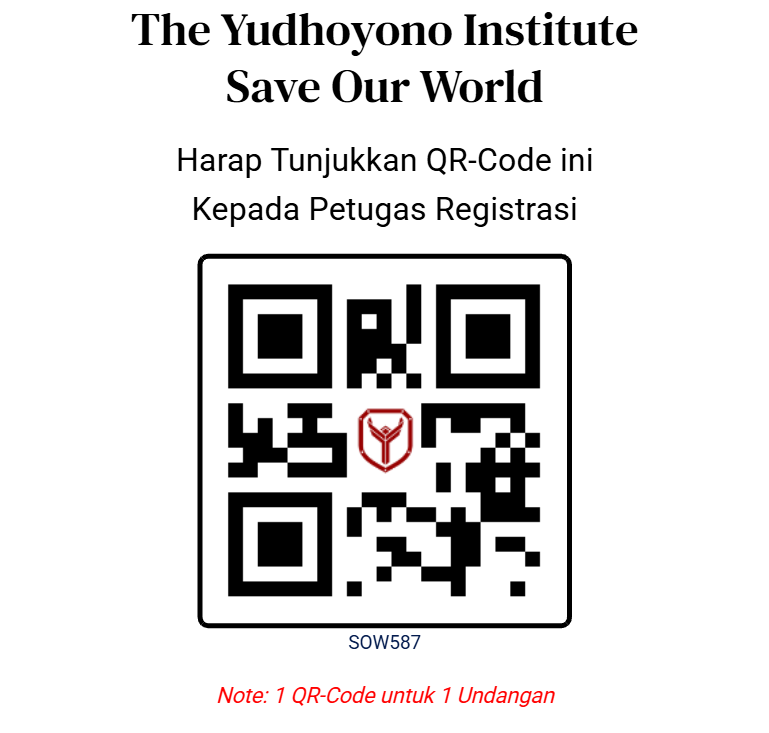 The Yudhoyono Institute
Save Our World
Harap Tunjukkan QR-Code ini
Kepada Petugas Registrasi
SOW587
Note: 1 QR-Code untuk 1 Undangan